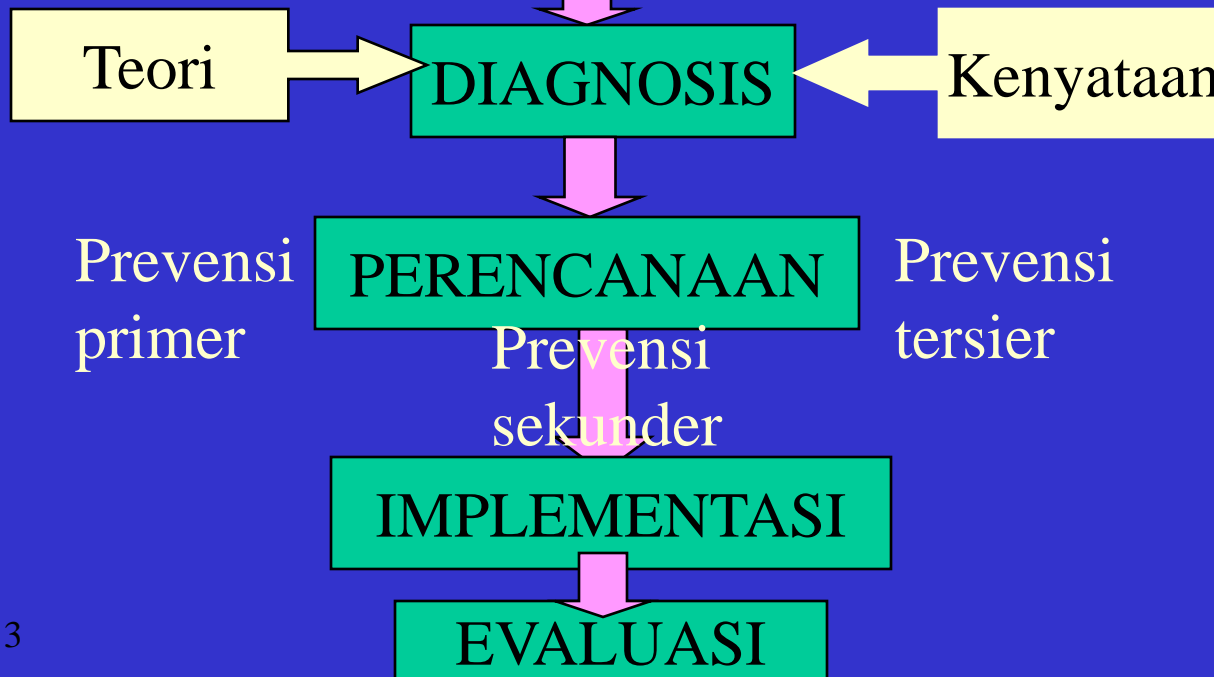 Teori
DIAGNOSIS
Kenyataan
Prevensi
primer
PERENCANAAN
Prevensi
tersier
Prevensi
sekunder
IMPLEMENTASI
3
EVALUASI